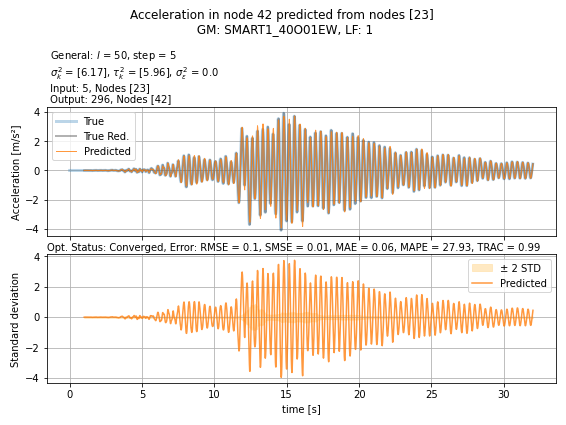 Acceleration in node 42 predicted from nodes [23]
GM: SMART1_40O01EW, LF: 1
General: l = 50, step = 5
σ²ₖ = [6.17], τ²ₖ = [5.96], σ²ε = 0.0
Input: 5, Nodes [23]
Output: 296, Nodes [42]
Acceleration [m/s²]
4
2
0
−2
−4
True
True Red.
Predicted
Opt. Status: Converged, Error: RMSE = 0.1, SMSE = 0.01, MAE = 0.06, MAPE = 27.93, TRAC = 0.99
Standard deviation
4
2
0
−2
−4
± 2 STD
Predicted
0 5 10 15 20 25 30
time [s]